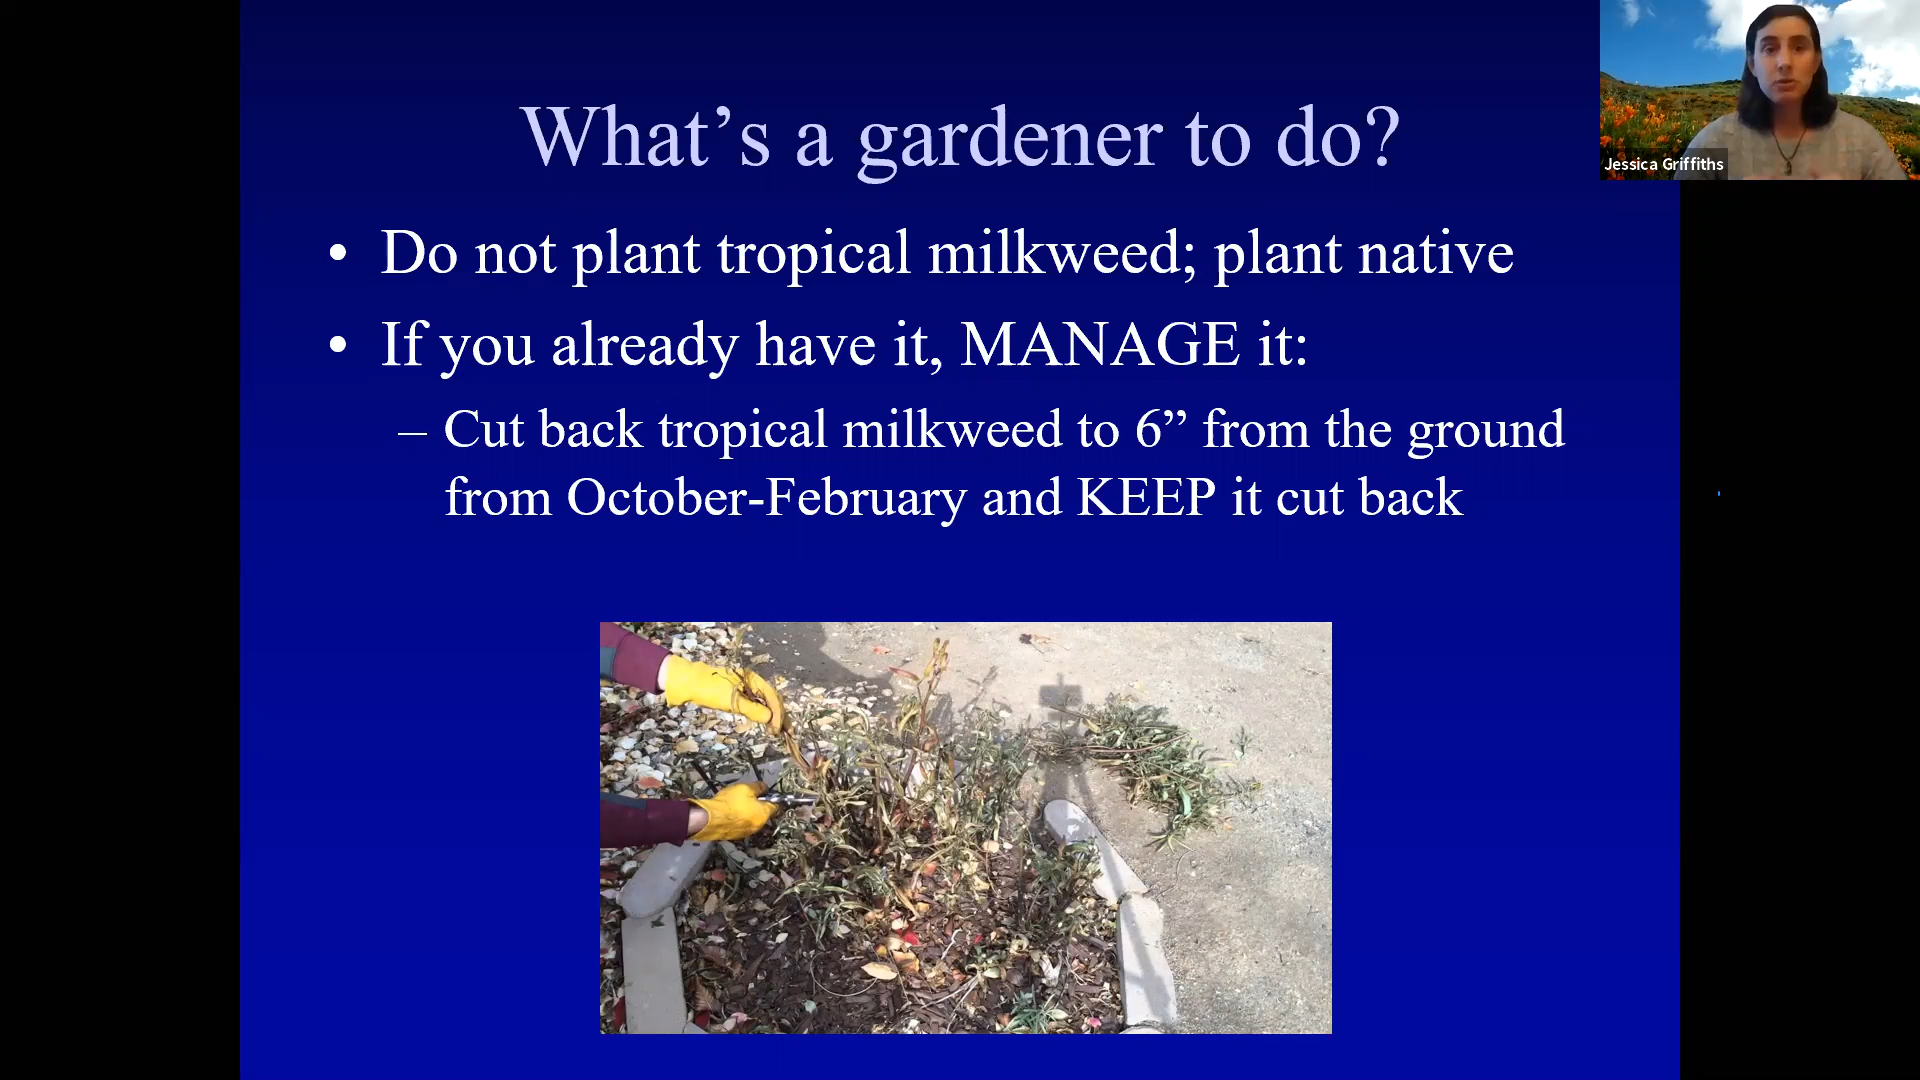 What’s a gardener to do?
Jessica Griffiths
• Do not plant tropical milkweed; plant native
• If you already have it, MANAGE it:
– Cut back tropical milkweed to 6” from the ground
from October-February and KEEP it cut back